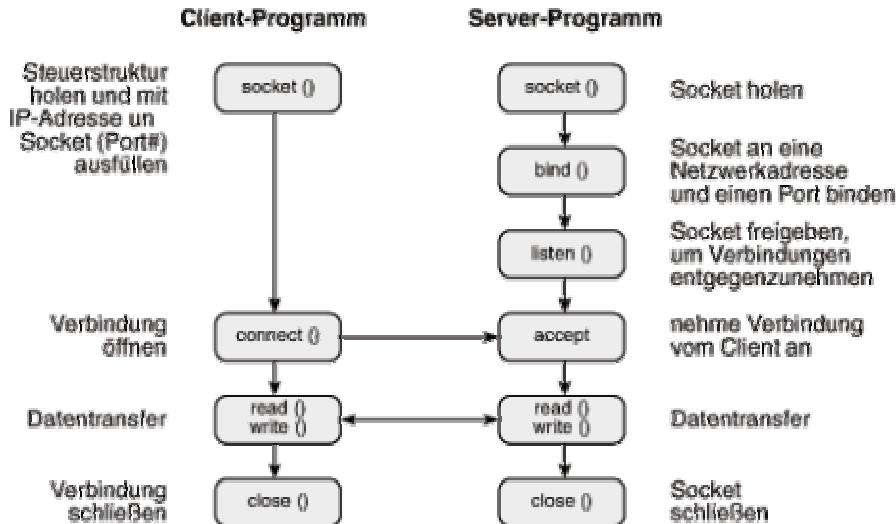 Client-Programm
Server-Programm
Steuerstruktur
holen und mit
IP-Adresse un
Socket (Port#)
ausfüllen
socket ()
socket ()
Socket holen
bind ()
Socket an eine
Netzwerkadresse
und einen Port binden
listen ()
Socket freigeben,
um Verbindungen
entgegenzunehmen
Verbindung
öffnen
connect ()
accept
nehme Verbindung
vom Client an
Datentransfer
read ()
write ()
read ()
write ()
Datentransfer
Verbindung
schließen
close ()
close ()
Socket
schließen